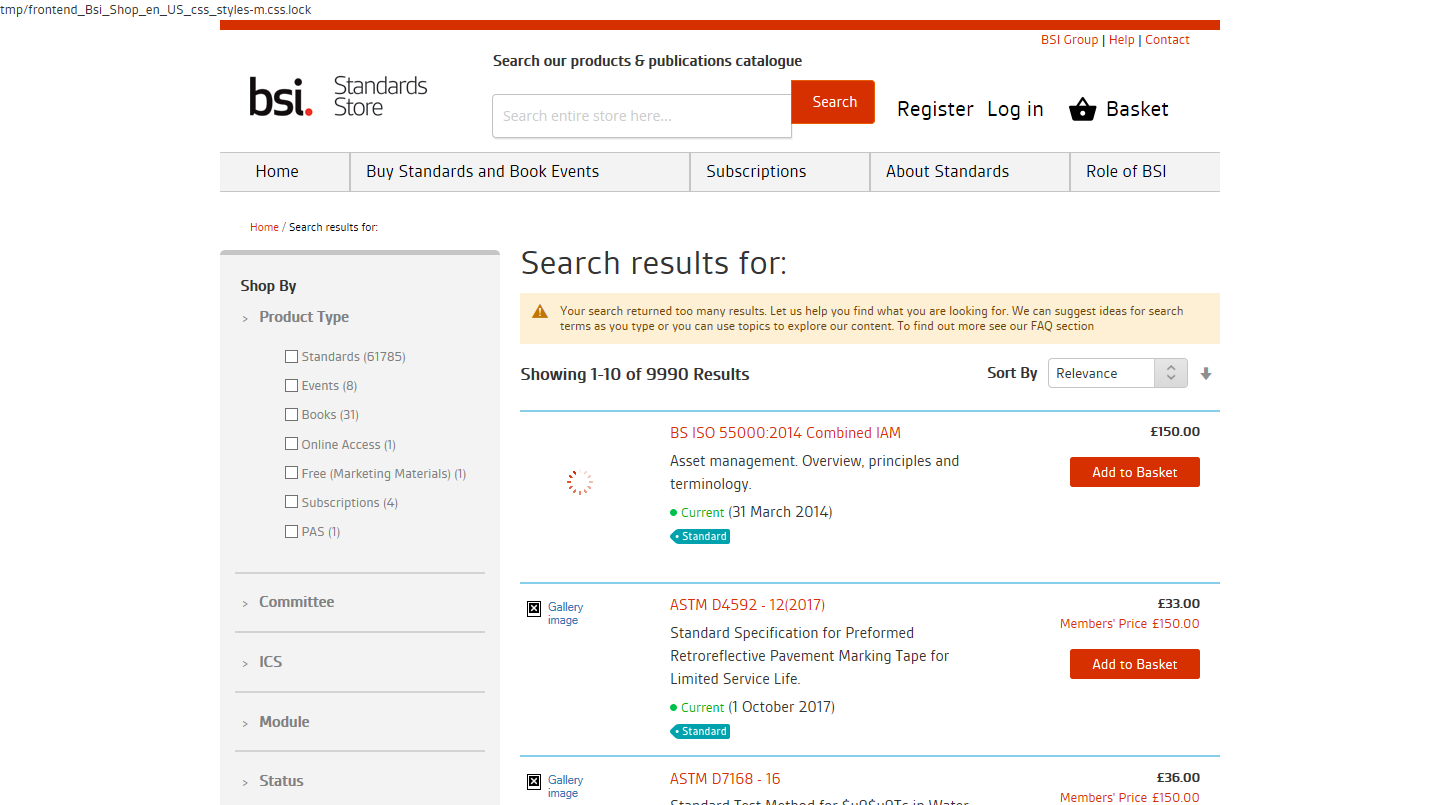 tmp/frontend_Bsi_Shop_en_US_css_styles-m.css.lock
BSI Group | Help | Contact
Search our products & publications catalogue
bsi. Standards Store
Search entire store here...
Search
Register Log in Basket
Home
Buy Standards and Book Events
Subscriptions
About Standards
Role of BSI
Home / Search results for:
Shop By
> Product Type
Standards (61785)
Events (8)
Books (31)
Online Access (1)
Free (Marketing Materials) (1)
Subscriptions (4)
PAS (1)
> Committee
> ICS
> Module
> Status
Search results for:
Your search returned too many results. Let us help you find what you are looking for. We can suggest ideas for search
terms as you type or you can use topics to explore our content. To find out more see our FAQ section
Showing 1-10 of 9990 Results
Sort By Relevance
BS ISO 55000:2014 Combined IAM
£150.00
Asset management. Overview, principles and
terminology.
Add to Basket
Current (31 March 2014)
Standard
Gallery
image
ASTM D4592 - 12(2017)
£33.00
Members' Price £150.00
Standard Specification for Preformed
Retroreflective Pavement Marking Tape for
Limited Service Life.
Add to Basket
Current (1 October 2017)
Standard
Gallery
image
ASTM D7168 - 16
£36.00
Members' Price £150.00